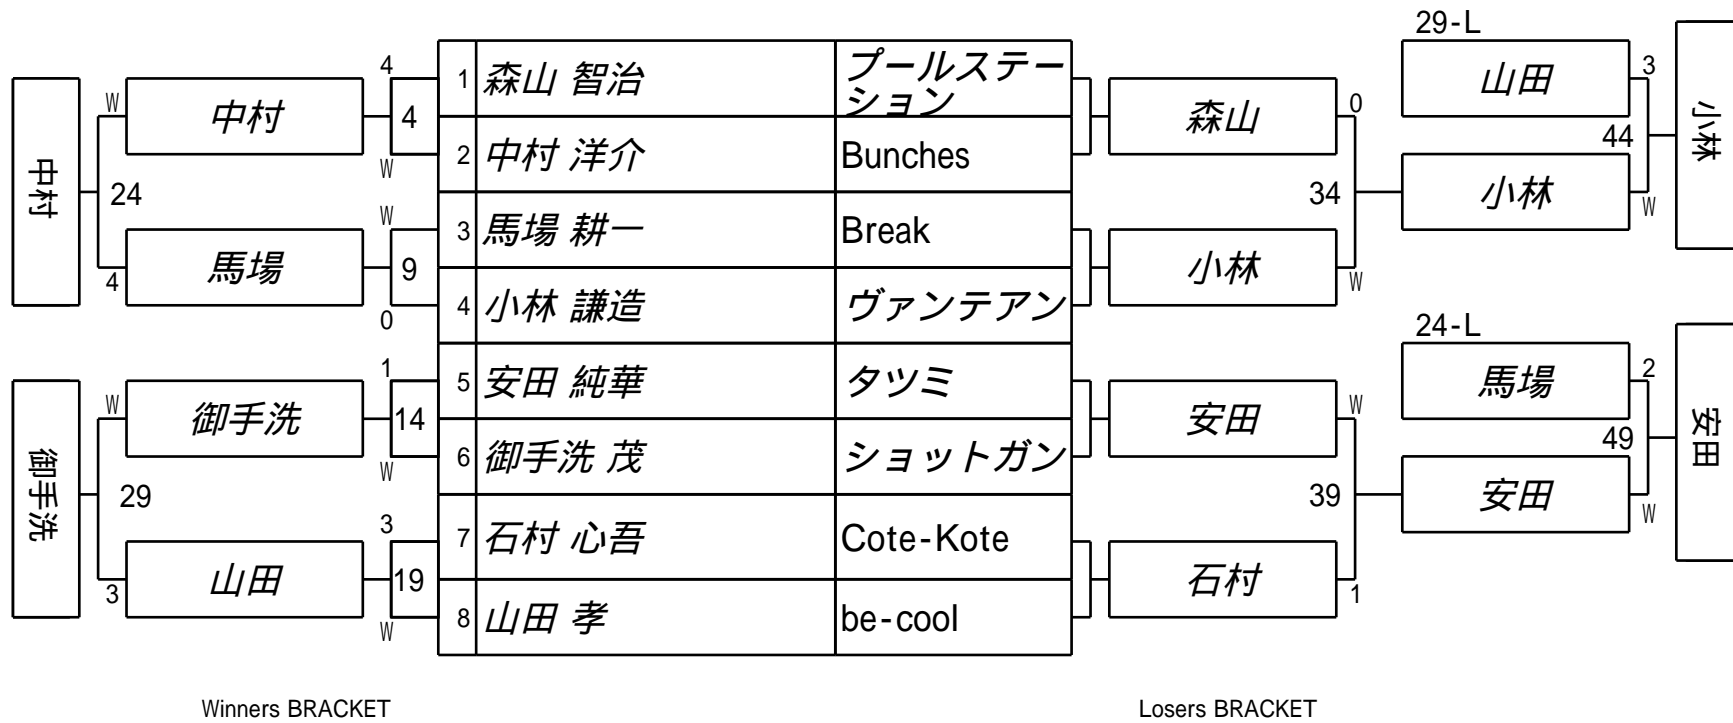 29-L
4
1 森山 智治 プールステー
ション
3
山田
W
中村
4
森山
0
小林
44
2 中村 洋介 Bunches
W
中村
24
34
小林
W
W
3 馬場 耕一 Break
馬場
4
9
小林
W
0
4 小林 謙造 ヴァンテアン
24-L
1
5 安田 純華 タツミ
馬場
2
W
御手洗
14
安田
W
安田
49
6 御手洗 茂 ショットガン
W
御手洗
29
39
安田
W
3
7 石村 心吾 Cote-Kote
山田
3
19
石村
1
8 山田 孝 be-cool
W
Winners BRACKET
Losers BRACKET